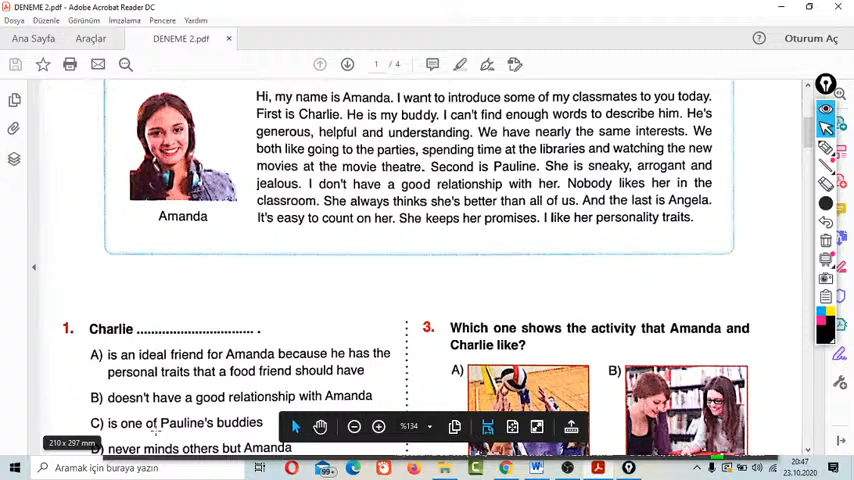 DENEME 2.pdf - Adobe Acrobat Reader DC
Dosya Düzenle Görünüm İmzalama Pencere Yardım
Ana Sayfa Araçlar DENEME 2.pdf × Oturum Aç
1 / 4
Hi, my name is Amanda. I want to introduce some of my classmates to you today.
First is Charlie. He is my buddy. I can't find enough words to describe him. He's
generous, helpful and understanding. We have nearly the same interests. We
both like going to the parties, spending time at the libraries and watching the new
movies at the movie theatre. Second is Pauline. She is sneaky, arrogant and
jealous. I don't have a good relationship with her. Nobody likes her in the
classroom. She always thinks she's better than all of us. And the last is Angela.
It's easy to count on her. She keeps her promises. I like her personality traits.
Amanda
1. Charlie .................................. .
A) is an ideal friend for Amanda because he has the
personal traits that a food friend should have
B) doesn't have a good relationship with Amanda
C) is one of Pauline's buddies
D) never minds others but Amanda
3. Which one shows the activity that Amanda and
Charlie like?
A) B)
%134
210 x 297 mm
Aramak için buraya yazın
99+
20:47
23.10.2020